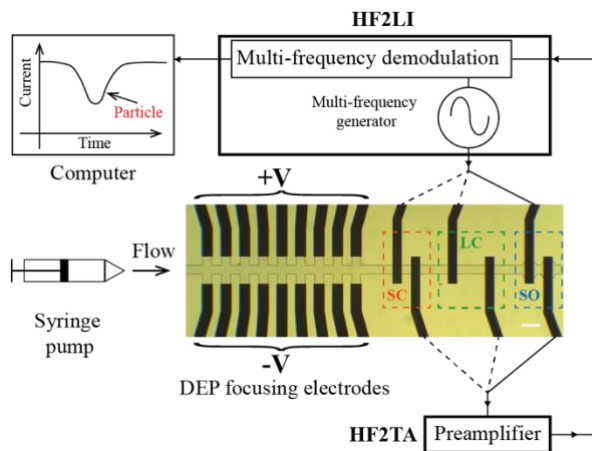 HF2LI
Multi-frequency demodulation
Multi-frequency
generator
Current
Particle
Time
Computer
+V
Flow
LC
SC
SO
Syringe
pump
-V
DEP focusing electrodes
HF2TA
Preamplifier